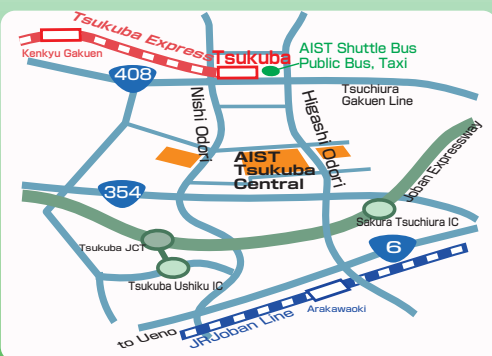 Tsukuba Express
Kenkyu Gakuen
Tsukuba
AIST Shuttle Bus
Public Bus, Taxi
408
Tsuchiura
Gakuen Line
Nishi Odori
Higashi Odori
AIST
Tsukuba
Central
Joban Expressway
354
Sakura Tsuchiura IC
Tsukuba JCT
6
Tsukuba Ushiku IC
Arakawaoki
to Ueno
JRJoban Line